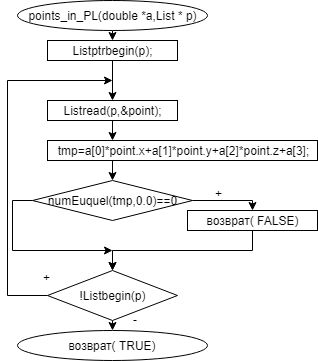 points_in_PL(double *a,List * p)
Listptrbegin(p);
Listread(p,&point);
tmp=a[0]*point.x+a[1]*point.y+a[2]*point.z+a[3];
numEuquel(tmp,0.0)==0
+
возврат( FALSE)
+
!Listbegin(p)
-
возврат( TRUE)